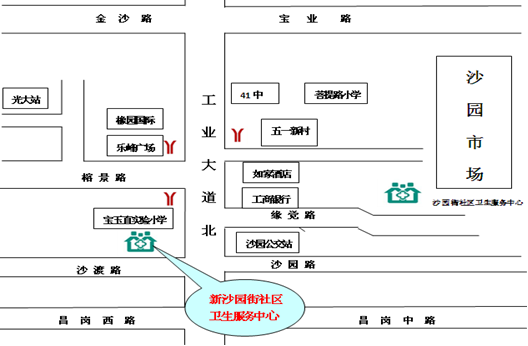 金沙路
宝业路
光大站
41中
菩提路小学
橡园国际
乐峰广场
五一新村
沙园市场
工业大道北
榕景路
如家酒店
工商银行
沙园街社区卫生服务中心
宝玉直实验小学
缘觉路
沙园公交站
沙渡路
沙园路
新沙园街社区
卫生服务中心
昌岗西路
昌岗中路